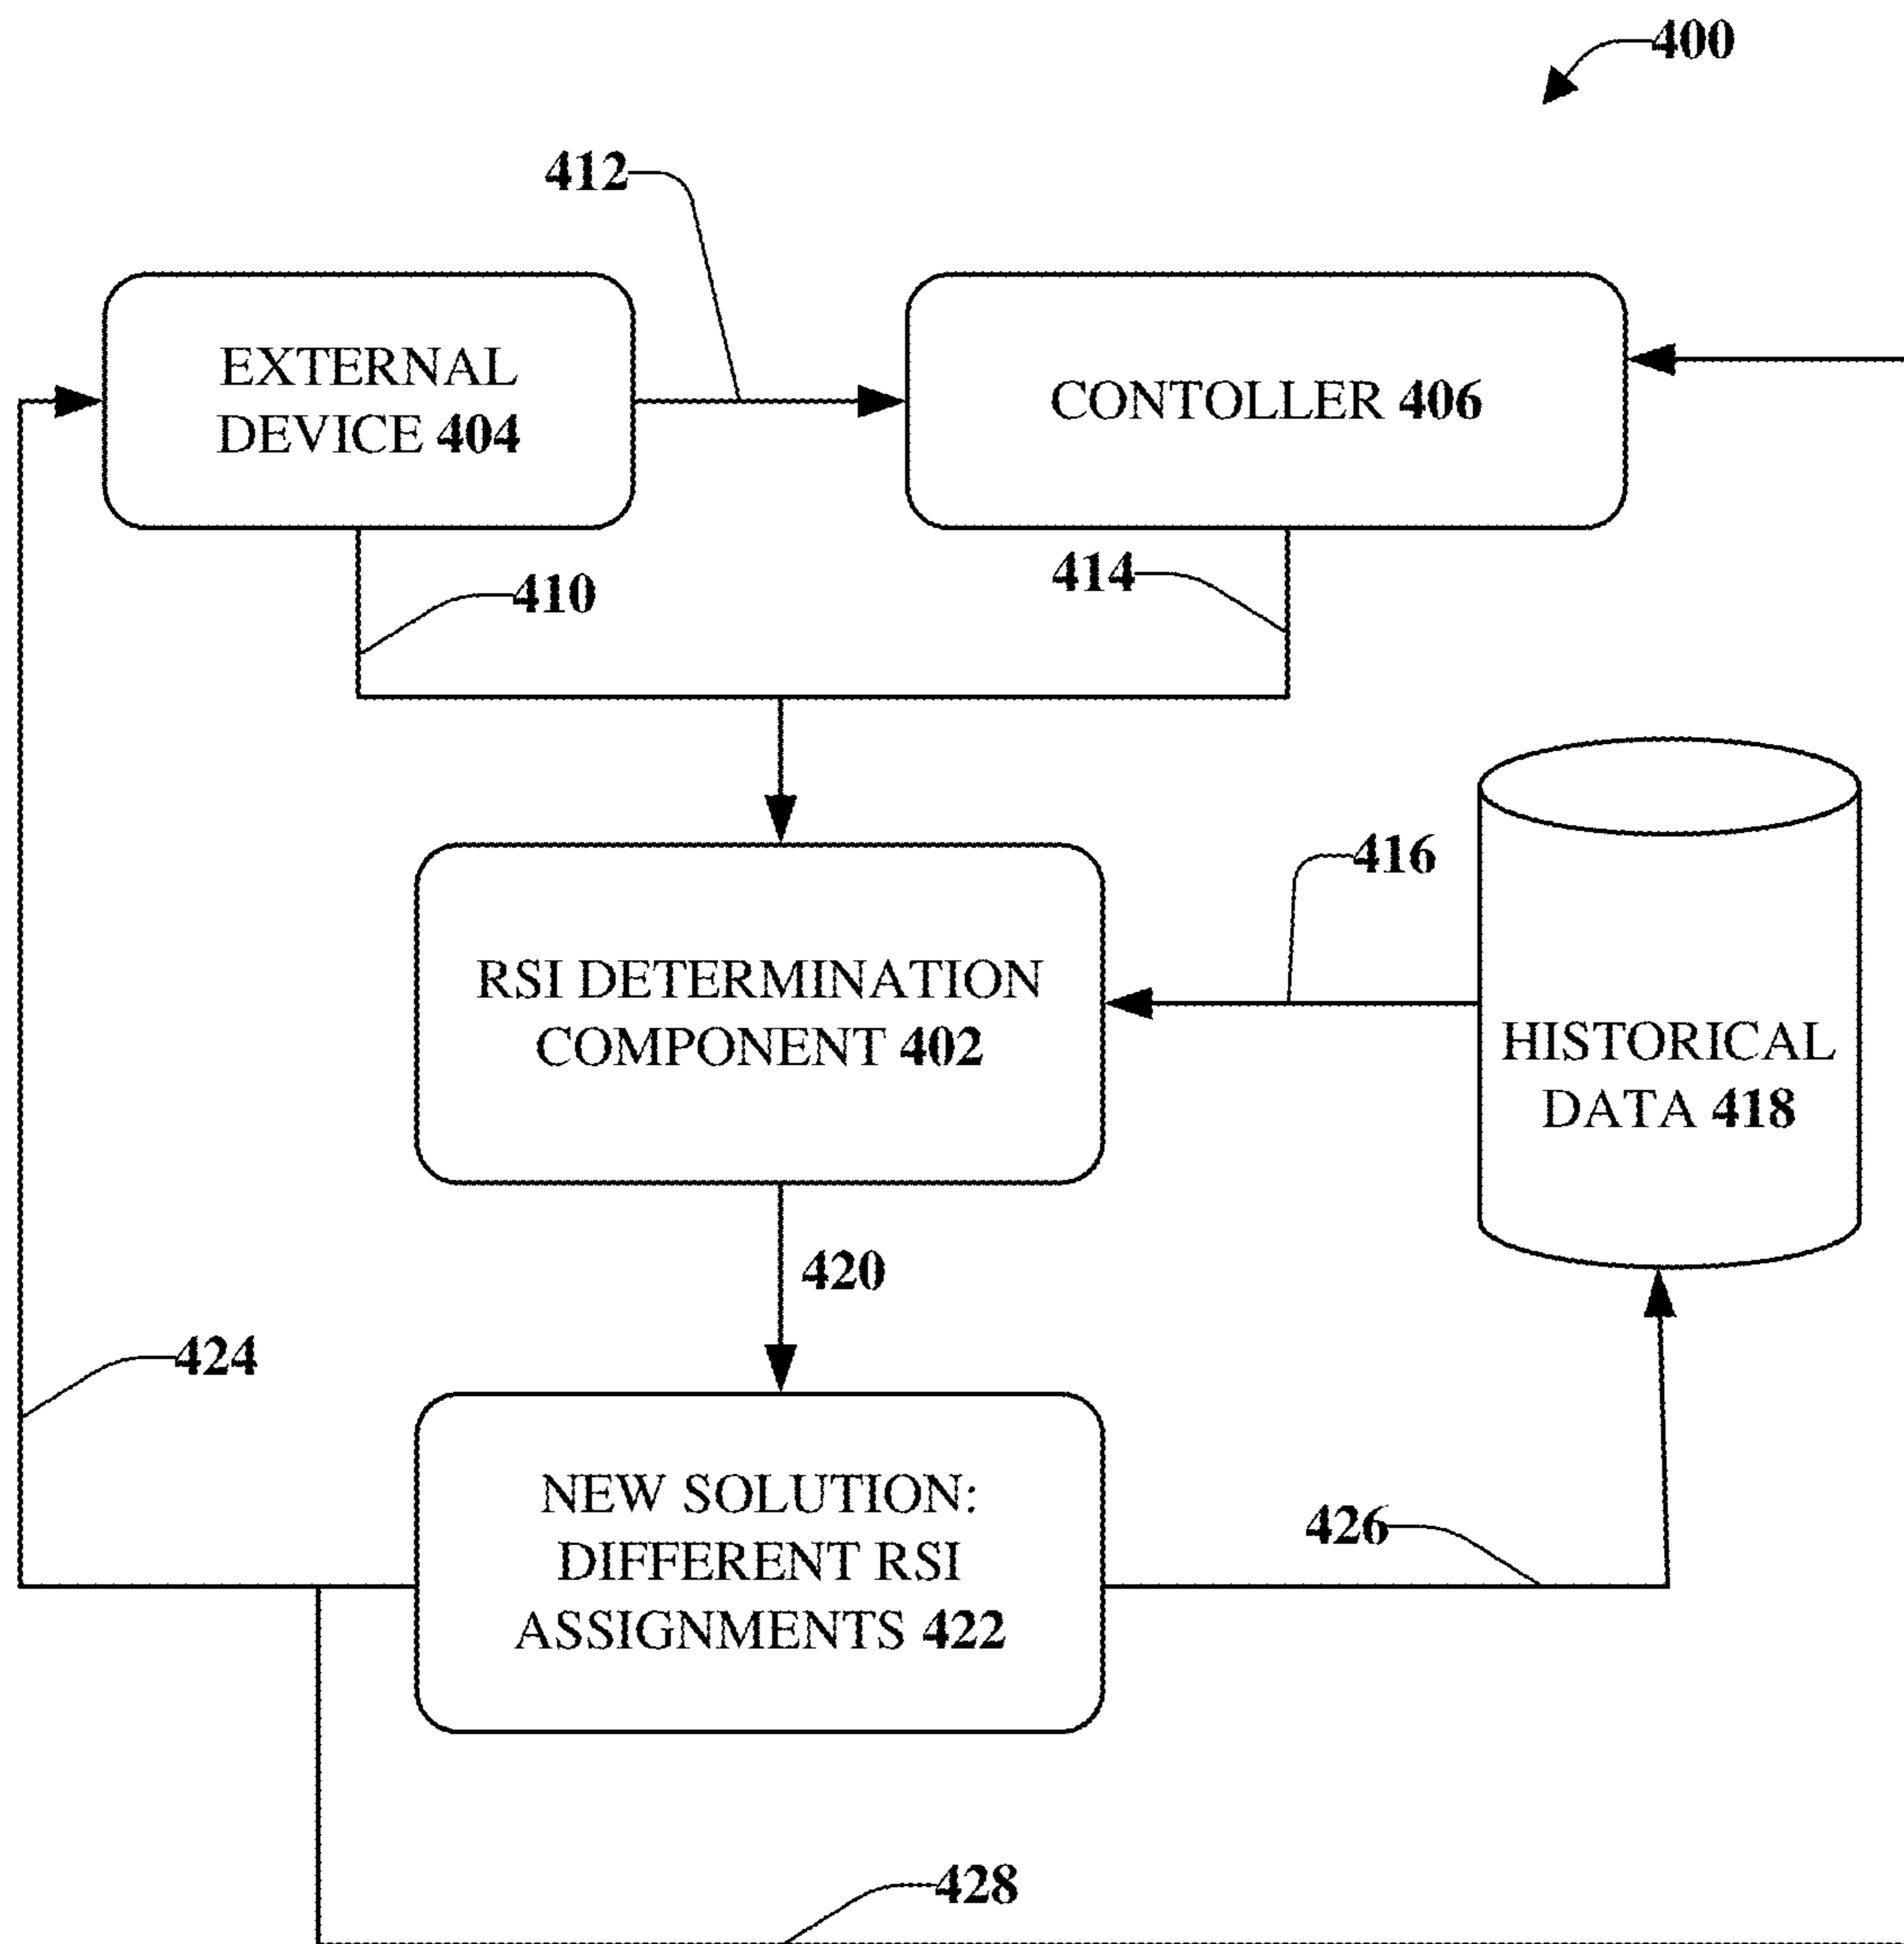 400
412
EXTERNAL
DEVICE 404
CONTOLLER 406
410
414
416
RSI DETERMINATION
COMPONENT 402
HISTORICAL
DATA 418
420
424
NEW SOLUTION:
DIFFERENT RSI
ASSIGNMENTS 422
426
428